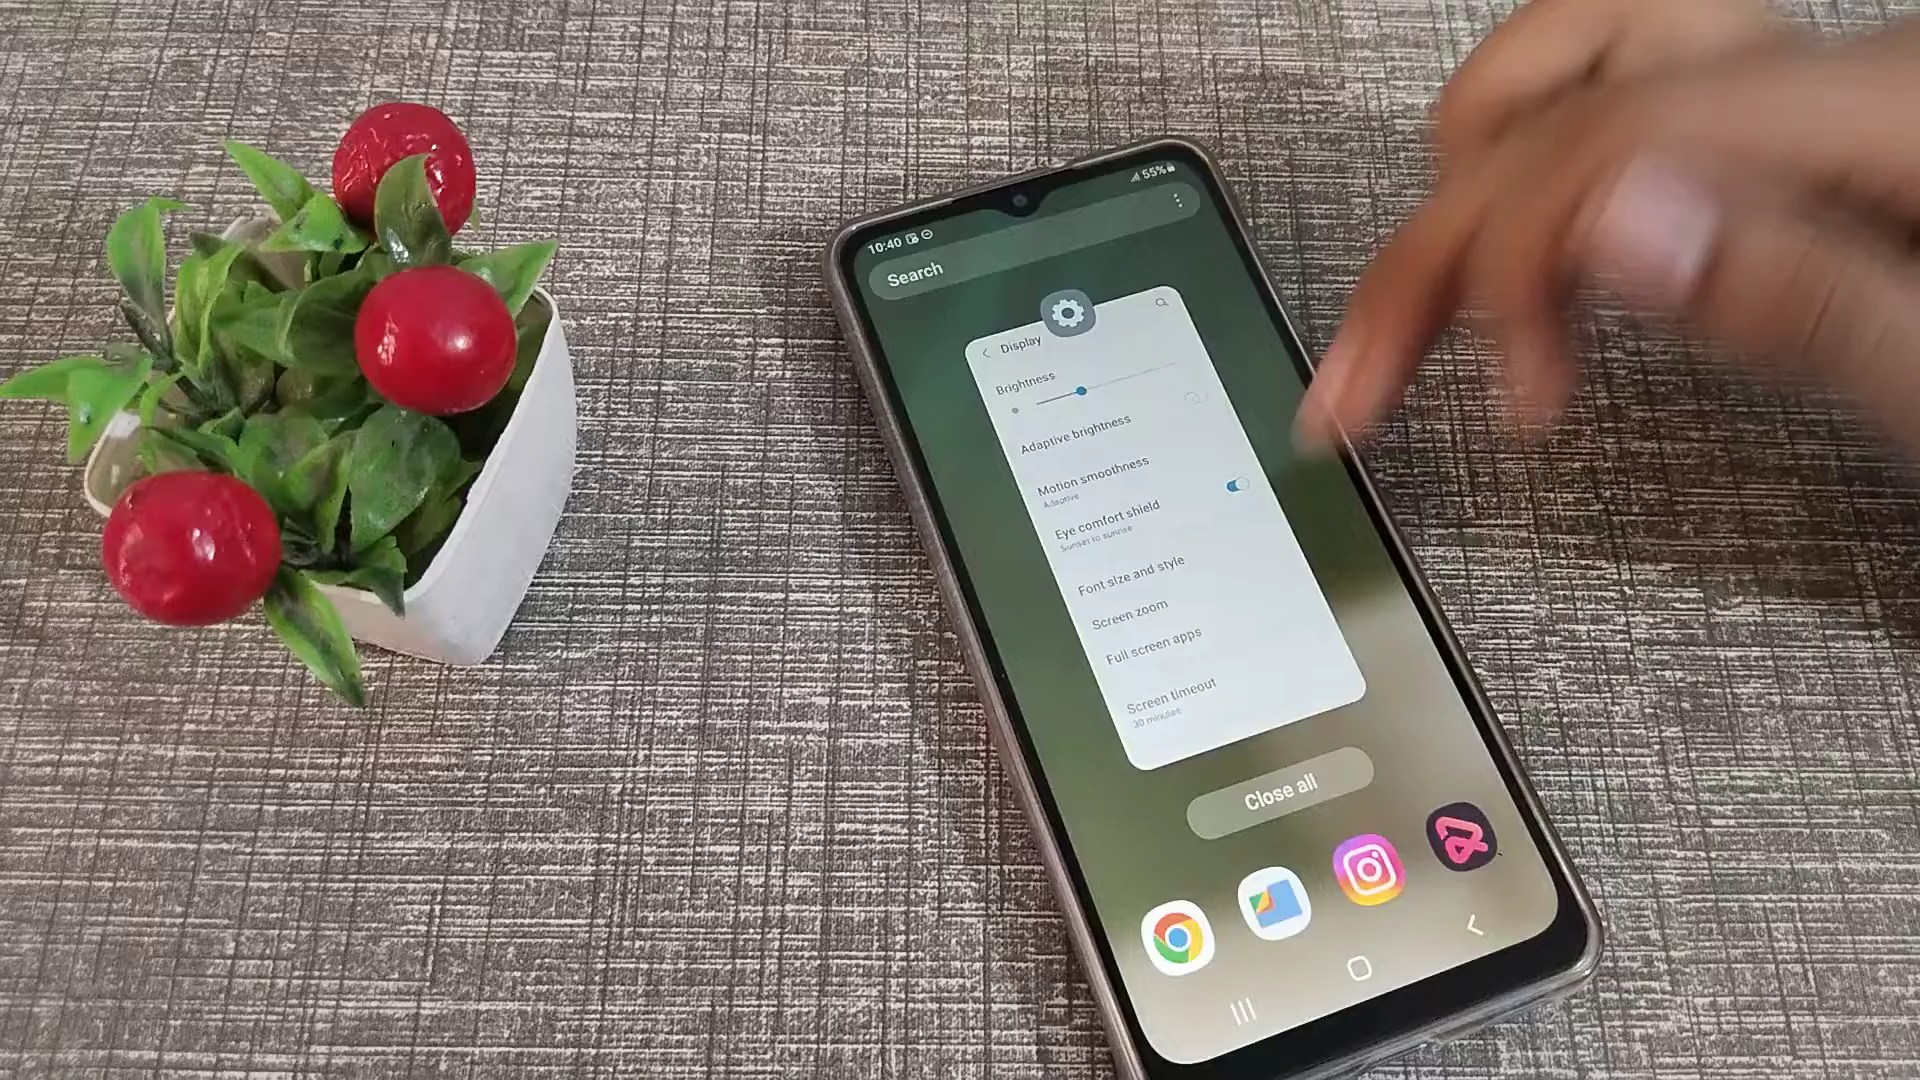 10:40
55%
Search
Display
Brightness
Adaptive brightness
Motion smoothness
Adaptive
Eye comfort shield
Sunset to sunrise
Font size and style
Screen zoom
Full screen apps
Screen timeout
30 minutes
Close all